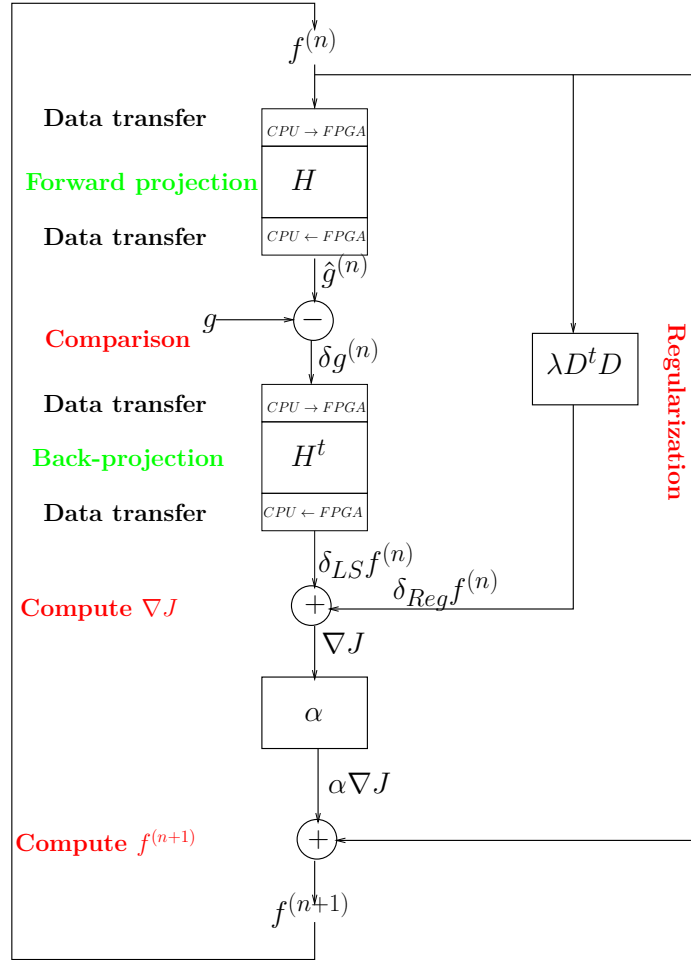 f^(n)
Data transfer
CPU → FPGA
Forward projection
H
Data transfer
CPU ← FPGA
ĝ^(n)
g
−
Comparison
δg^(n)
λD^tD
Regularization
Data transfer
CPU → FPGA
Back-projection
H^t
Data transfer
CPU ← FPGA
δ_LS f^(n)
δ_Reg f^(n)
Compute ∇J
+
∇J
α
α∇J
Compute f^(n+1)
+
f^(n+1)